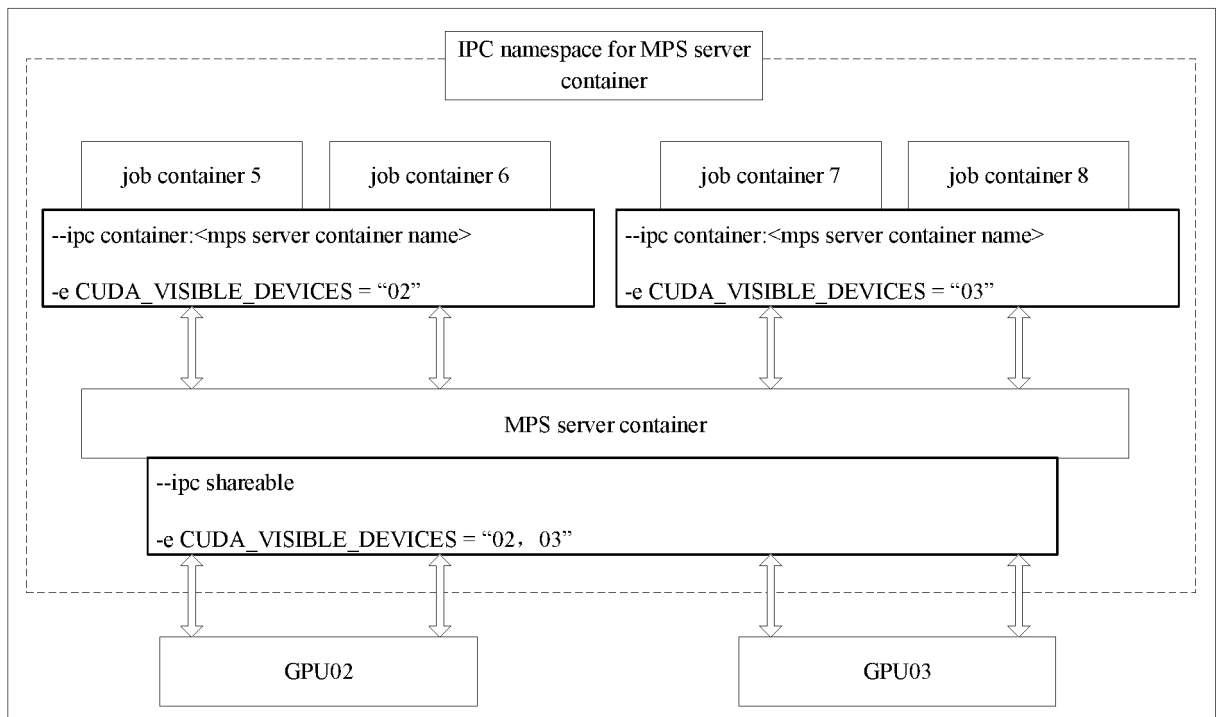 IPC namespace for MPS server
container
job container 5
job container 6
job container 7
job container 8
--ipc container:<mps server container name>
-e CUDA_VISIBLE_DEVICES = “02”
--ipc container:<mps server container name>
-e CUDA_VISIBLE_DEVICES = “03”
MPS server container
--ipc shareable
-e CUDA_VISIBLE_DEVICES = “02，03”
GPU02
GPU03